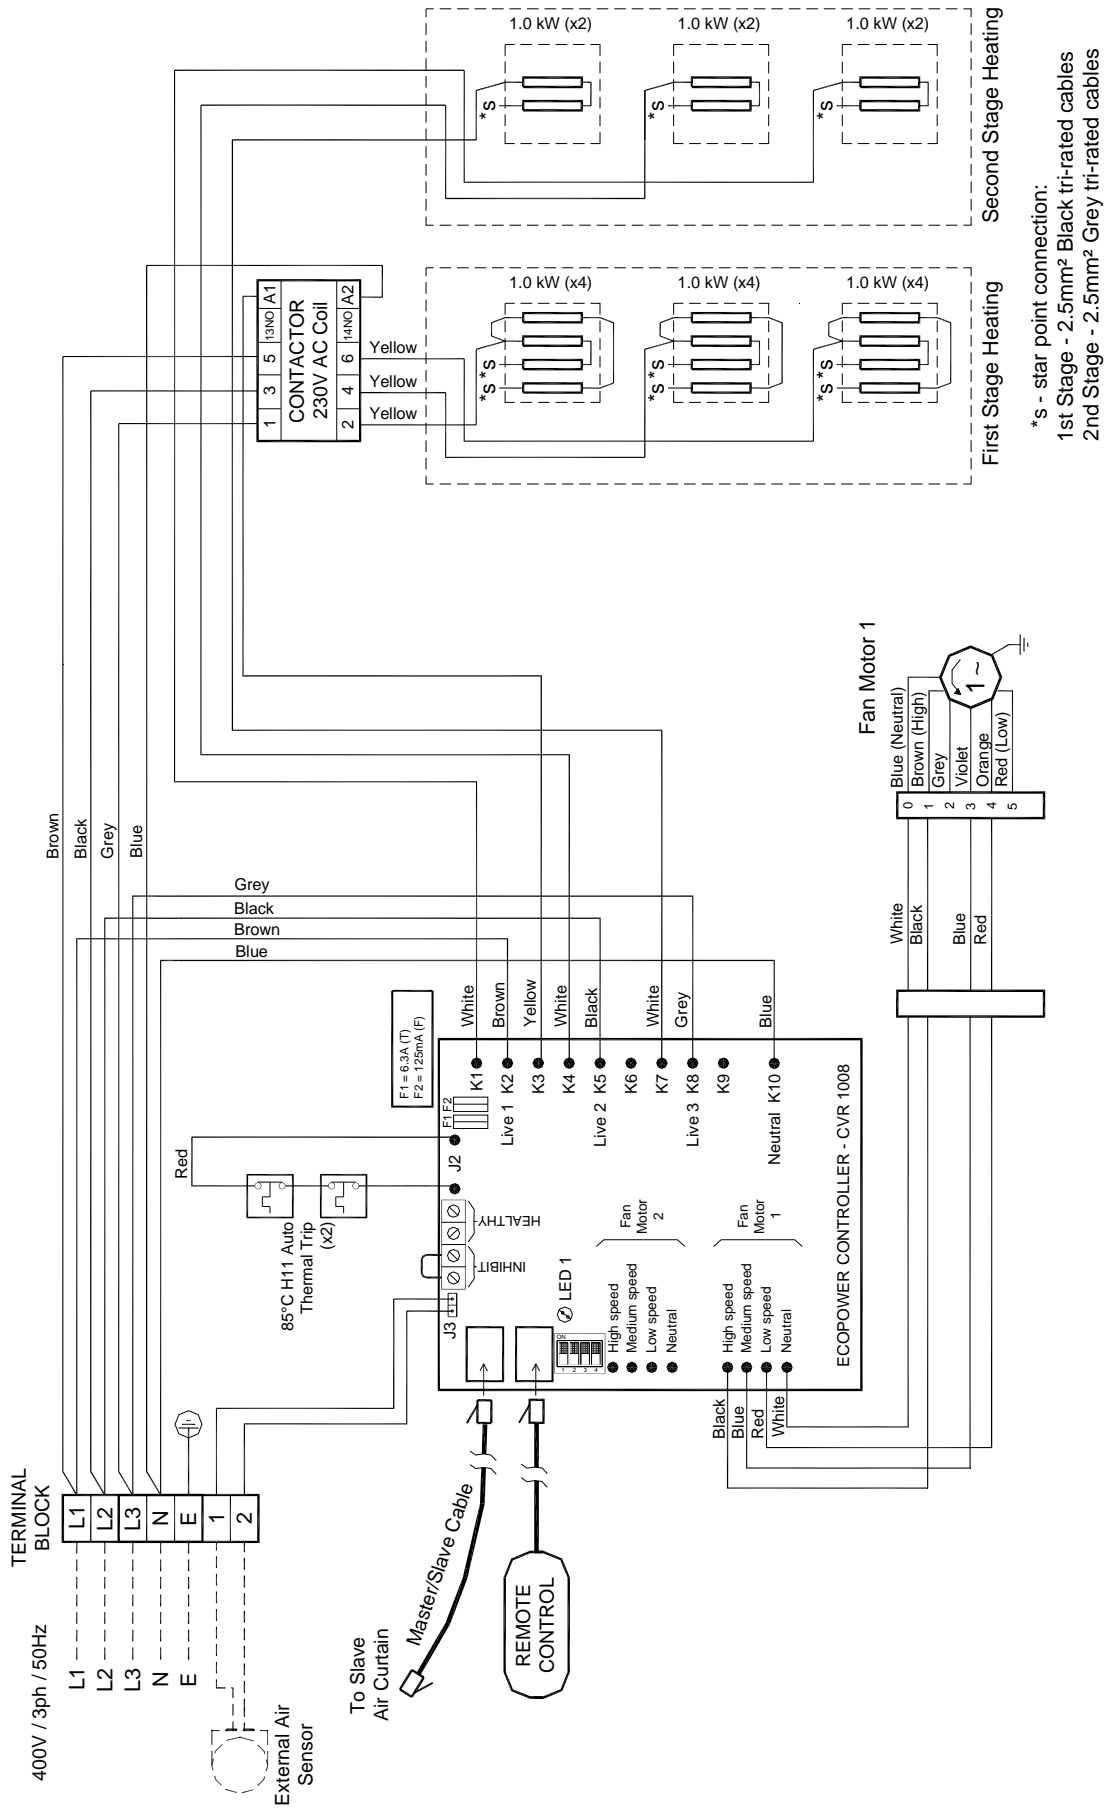 400V / 3ph / 50Hz
TERMINAL
BLOCK
L1
L2
L3
N
E
L1
L2
L3
N
E
1
2
External Air
Sensor
Brown
Black
Grey
Blue
Grey
Black
Brown
Blue
To Slave
Air Curtain
Master/Slave Cable
REMOTE
CONTROL
85°C H11 Auto
Thermal Trip
(x2)
Red
F1 = 6.3A (T)
F2 = 125mA (F)
F1 F2
J3
J2
INHIBIT
HEALTHY
LED 1
ON
1 2 3 4
High speed
Medium speed
Low speed
Neutral
Fan
Motor
2
High speed
Medium speed
Low speed
Neutral
Fan
Motor
1
K1
Live 1 K2
K3
K4
Live 2 K5
K6
K7
Live 3 K8
K9
Neutral K10
White
Brown
Yellow
White
Black
White
Grey
Blue
ECOPOWER CONTROLLER - CVR 1008
Black
Blue
Red
White
White
Black
Blue
Red
0
1
2
3
4
5
Blue (Neutral)
Brown (High)
Grey
Violet
Orange
Red (Low)
Fan Motor 1
1 ~
1 3 5 13NO A1
CONTACTOR
230V AC Coil
2 4 6 14NO A2
Yellow
Yellow
Yellow
1.0 kW (x4)
1.0 kW (x4)
1.0 kW (x4)
*s *s
*s *s
*s *s
First Stage Heating
1.0 kW (x2)
1.0 kW (x2)
1.0 kW (x2)
*s
*s
*s
Second Stage Heating
*s - star point connection:
1st Stage - 2.5mm² Black tri-rated cables
2nd Stage - 2.5mm² Grey tri-rated cables